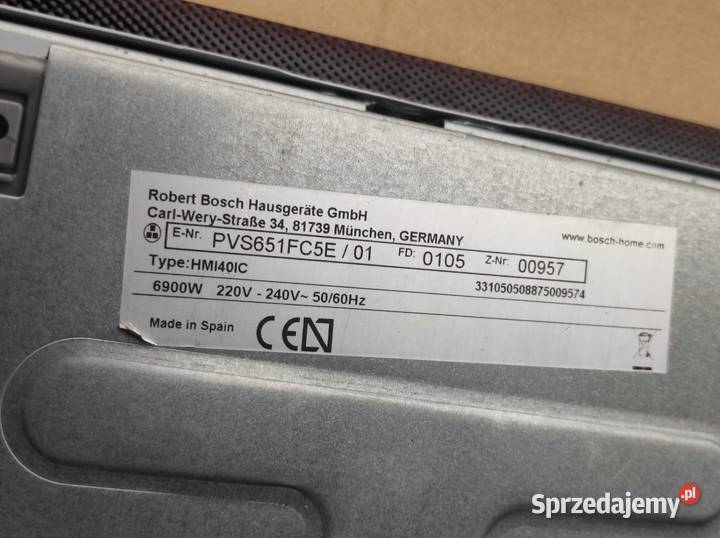 Robert Bosch Hausgeräte GmbH
Carl-Wery-Straße 34, 81739 München, GERMANY
www.bosch-home.com
E-Nr. PVS651FC5E / 01 FD: 0105 Z-Nr: 00957
Type:HMI40IC
331050508875009574
6900W 220V - 240V~ 50/60Hz
Made in Spain CE N
Sprzedajemy.pl